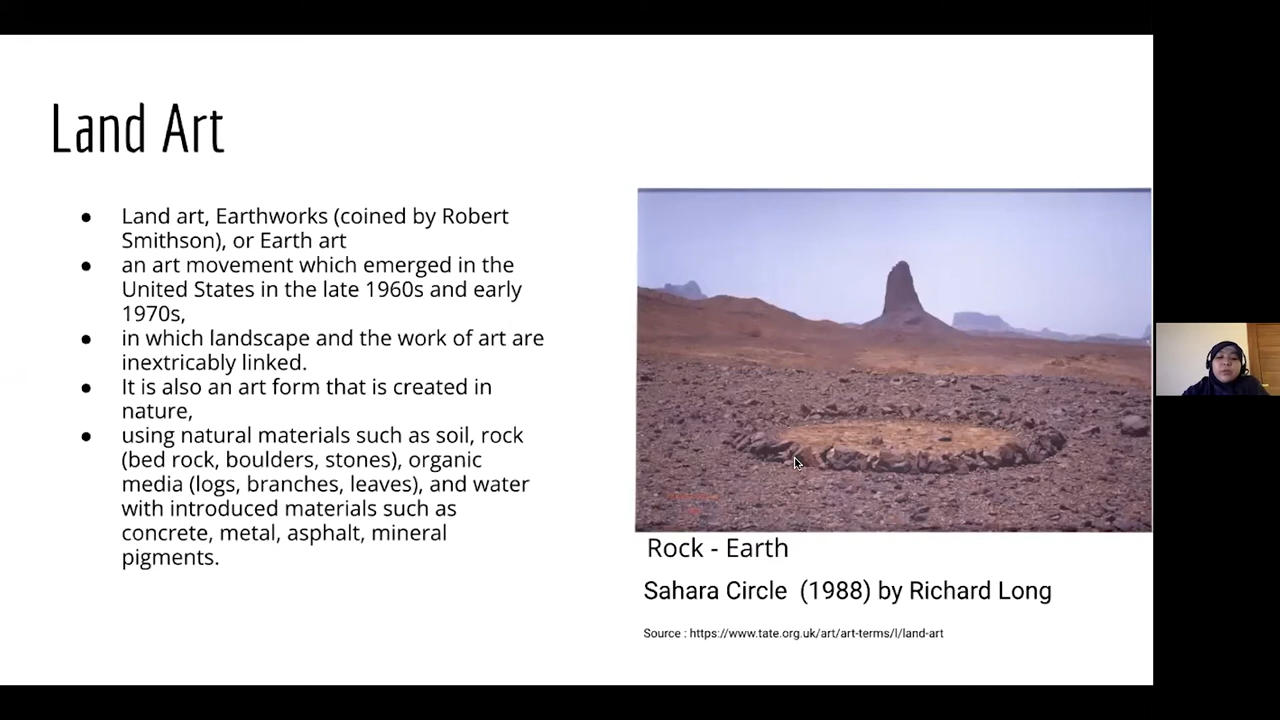 Land Art
● Land art, Earthworks (coined by Robert
Smithson), or Earth art
● an art movement which emerged in the
United States in the late 1960s and early
1970s,
● in which landscape and the work of art are
inextricably linked.
● It is also an art form that is created in
nature,
● using natural materials such as soil, rock
(bed rock, boulders, stones), organic
media (logs, branches, leaves), and water
with introduced materials such as
concrete, metal, asphalt, mineral
pigments.
Rock - Earth
Sahara Circle (1988) by Richard Long
Source : https://www.tate.org.uk/art/art-terms/l/land-art